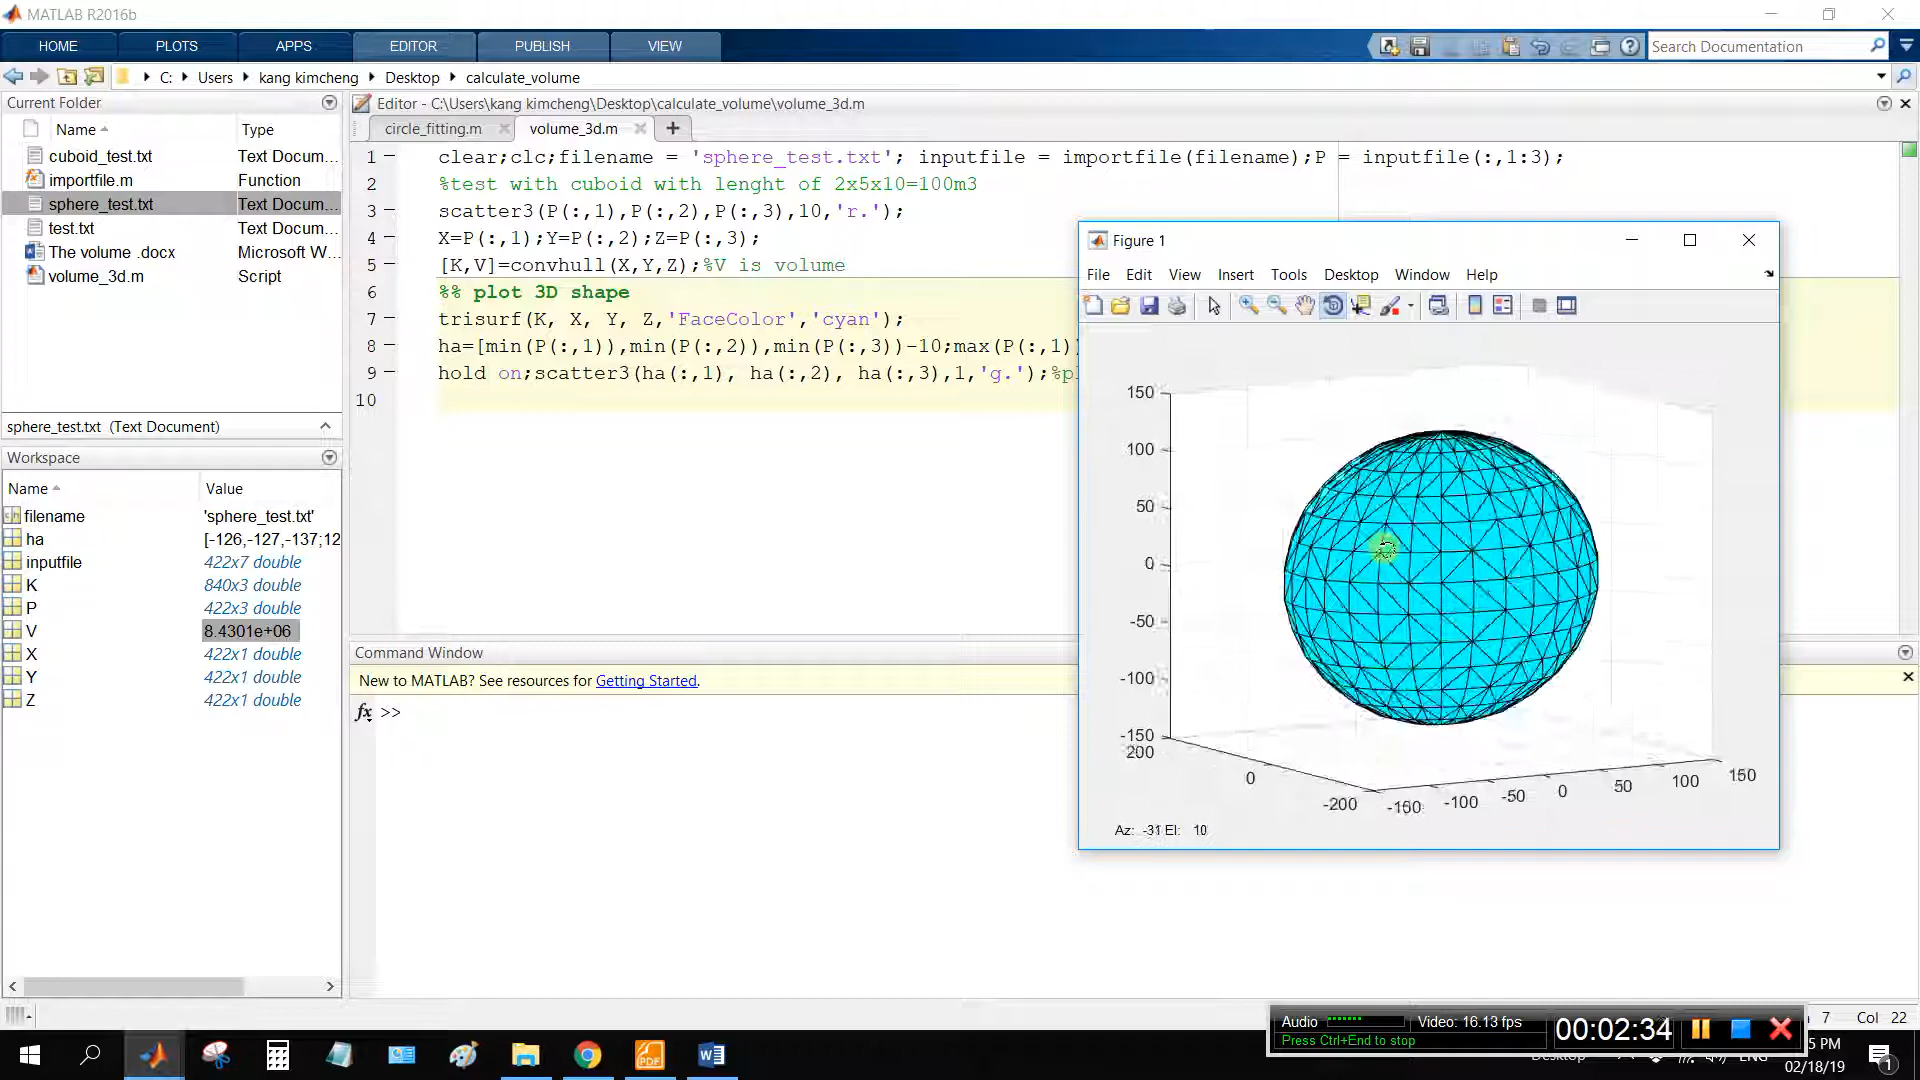 MATLAB R2016b
HOME PLOTS APPS EDITOR PUBLISH VIEW
Search Documentation
C: Users kang kimcheng Desktop calculate_volume
Current Folder
Name Type
cuboid_test.txt Text Docum...
importfile.m Function
sphere_test.txt Text Docum...
test.txt Text Docum...
The volume .docx Microsoft W...
volume_3d.m Script
sphere_test.txt (Text Document)
Workspace
Name Value
filename 'sphere_test.txt'
ha [-126,-127,-137;12
inputfile 422x7 double
K 840x3 double
P 422x3 double
V 8.4301e+06
X 422x1 double
Y 422x1 double
Z 422x1 double
Editor - C:\Users\kang kimcheng\Desktop\calculate_volume\volume_3d.m
circle_fitting.m volume_3d.m
1 clear;clc;filename = 'sphere_test.txt'; inputfile = importfile(filename);P = inputfile(:,1:3);
2 %test with cuboid with lenght of 2x5x10=100m3
3 scatter3(P(:,1),P(:,2),P(:,3),10,'r.');
4 X=P(:,1);Y=P(:,2);Z=P(:,3);
5 [K,V]=convhull(X,Y,Z);%V is volume
6 %% plot 3D shape
7 trisurf(K, X, Y, Z,'FaceColor','cyan');
8 ha=[min(P(:,1)),min(P(:,2)),min(P(:,3))-10;max(P(:,1)
9 hold on;scatter3(ha(:,1), ha(:,2), ha(:,3),1,'g.');
10
Command Window
New to MATLAB? See resources for Getting Started.
fx >>
Figure 1
File Edit View Insert Tools Desktop Window Help
150
100
50
0
-50
-100
-150
200
0
-200
-150 -100 -50 0 50 100 150
Az: -31 El: 10
Audio Video: 16.13 fps 00:02:34
Press Ctrl+End to stop
7 Col 22
5 PM
02/18/19
1